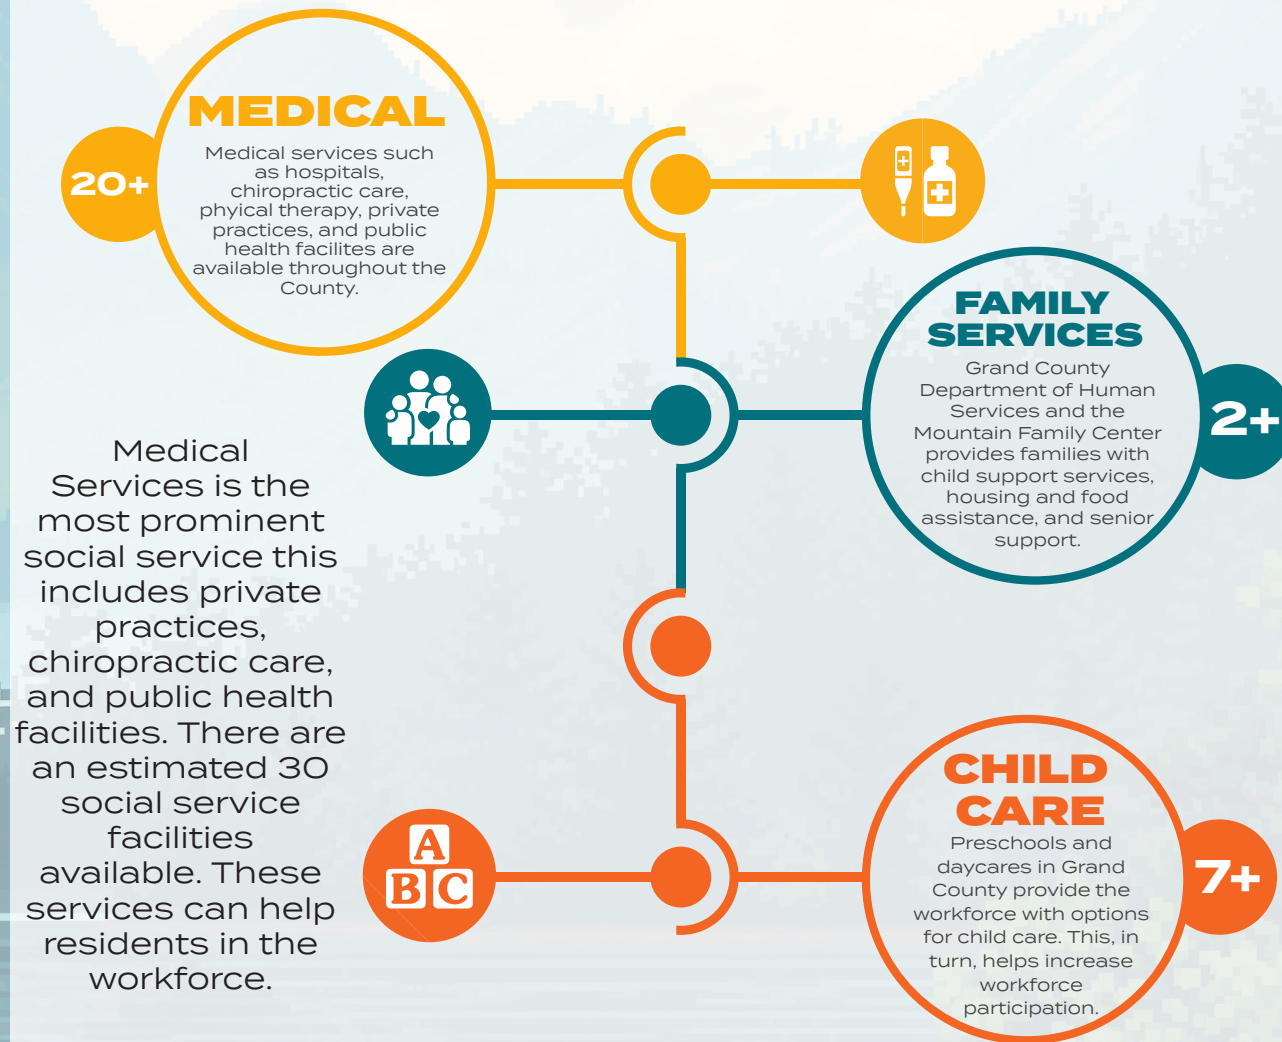 MEDICAL
Medical services such
as hospitals,
chiropractic care,
phyical therapy, private
practices, and public
health facilites are
available throughout the
County.
20+
FAMILY
SERVICES
Grand County
Department of Human
Services and the
Mountain Family Center
provides families with
child support services,
housing and food
assistance, and senior
support.
2+
Medical
Services is the
most prominent
social service this
includes private
practices,
chiropractic care,
and public health
facilities. There are
an estimated 30
social service
facilities
available. These
services can help
residents in the
workforce.
A
B C
CHILD
CARE
Preschools and
daycares in Grand
County provide the
workforce with options
for child care. This, in
turn, helps increase
workforce
participation.
7+